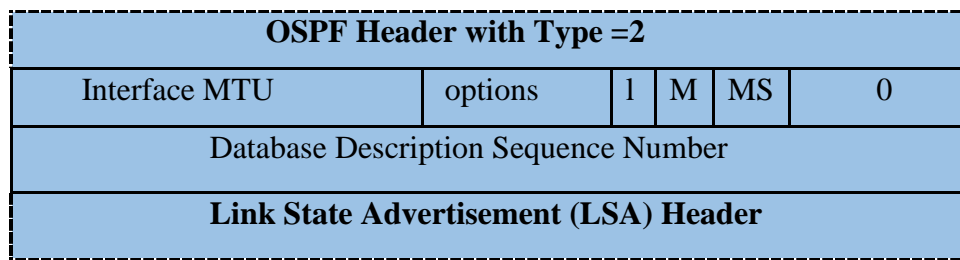 OSPF Header with Type =2
Interface MTU options l M MS 0
Database Description Sequence Number
Link State Advertisement (LSA) Header